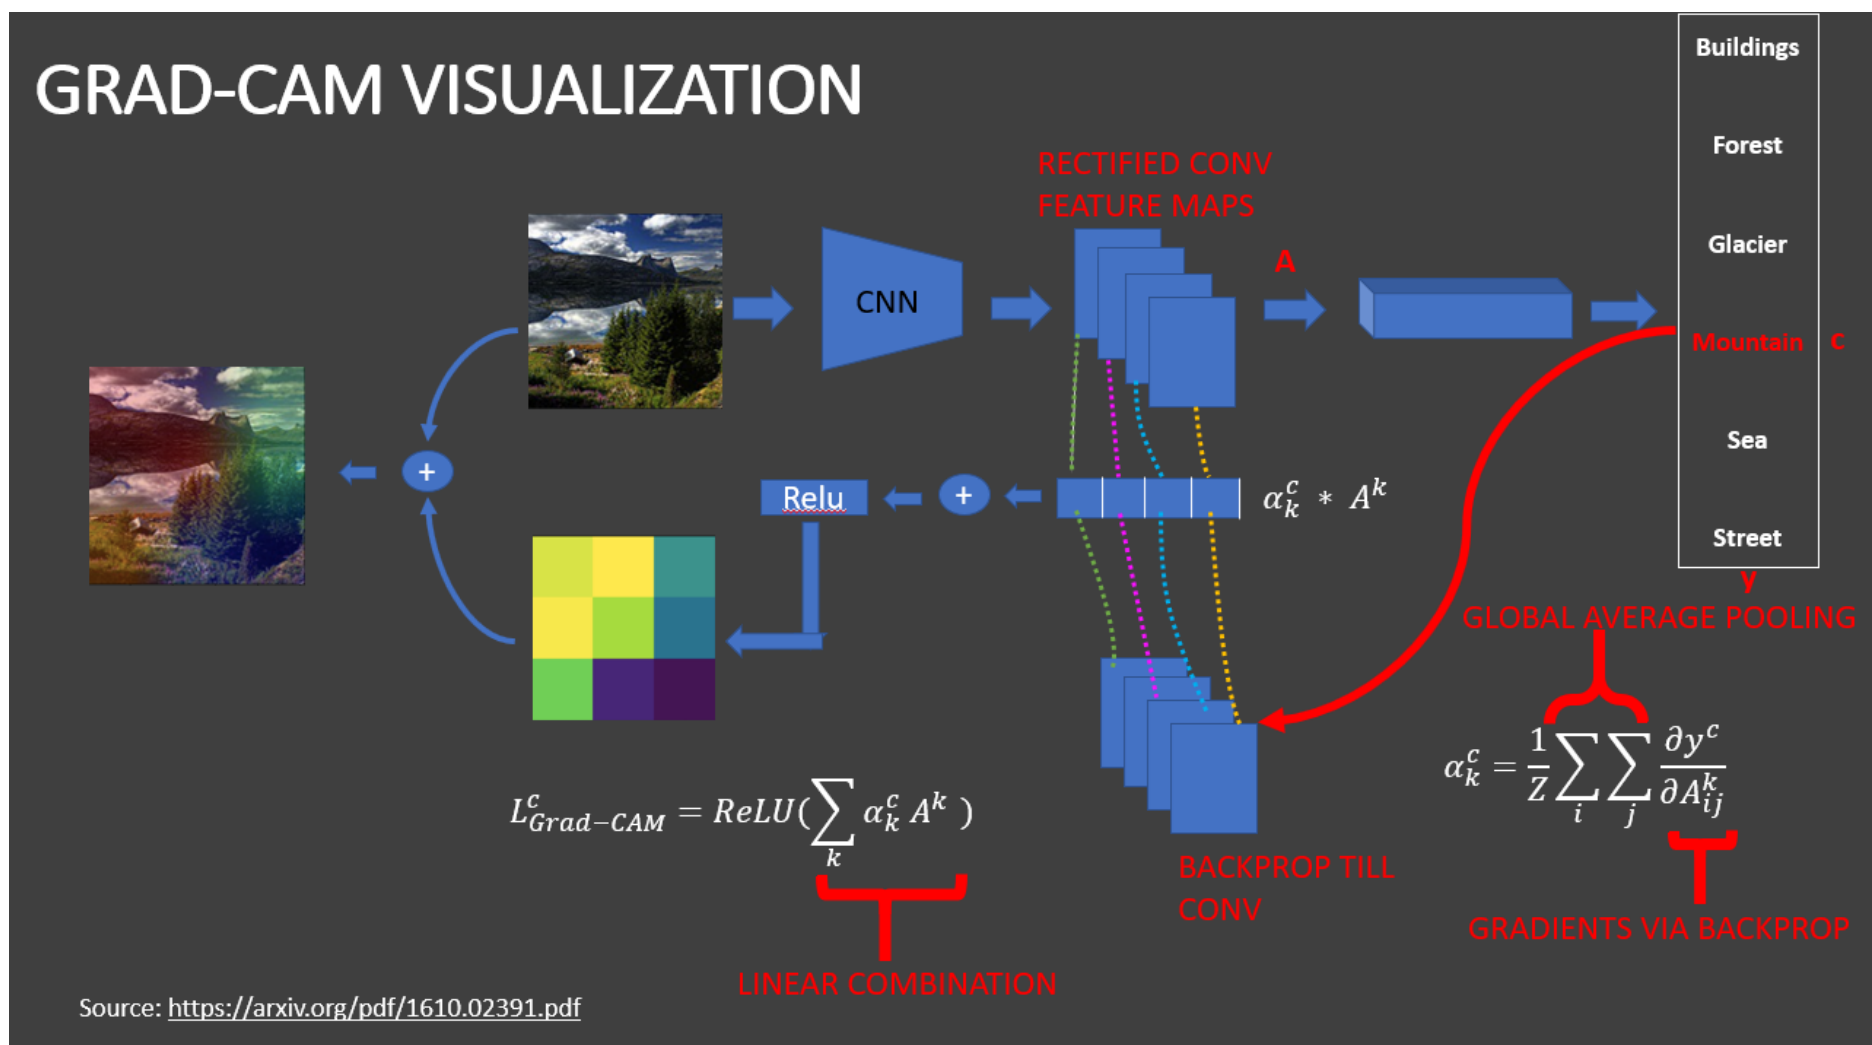 GRAD-CAM VISUALIZATION
Buildings
Forest
Glacier
Mountain c
Sea
Street
y
RECTIFIED CONV
FEATURE MAPS
A
CNN
Relu
+
+
α_k^c * A^k
GLOBAL AVERAGE POOLING
α_k^c = 1/Z ∑_i ∑_j ∂y^c/∂A_ij^k
GRADIENTS VIA BACKPROP
BACKPROP TILL
CONV
L_Grad-CAM^c = ReLU(∑_k α_k^c A^k )
LINEAR COMBINATION
Source: https://arxiv.org/pdf/1610.02391.pdf